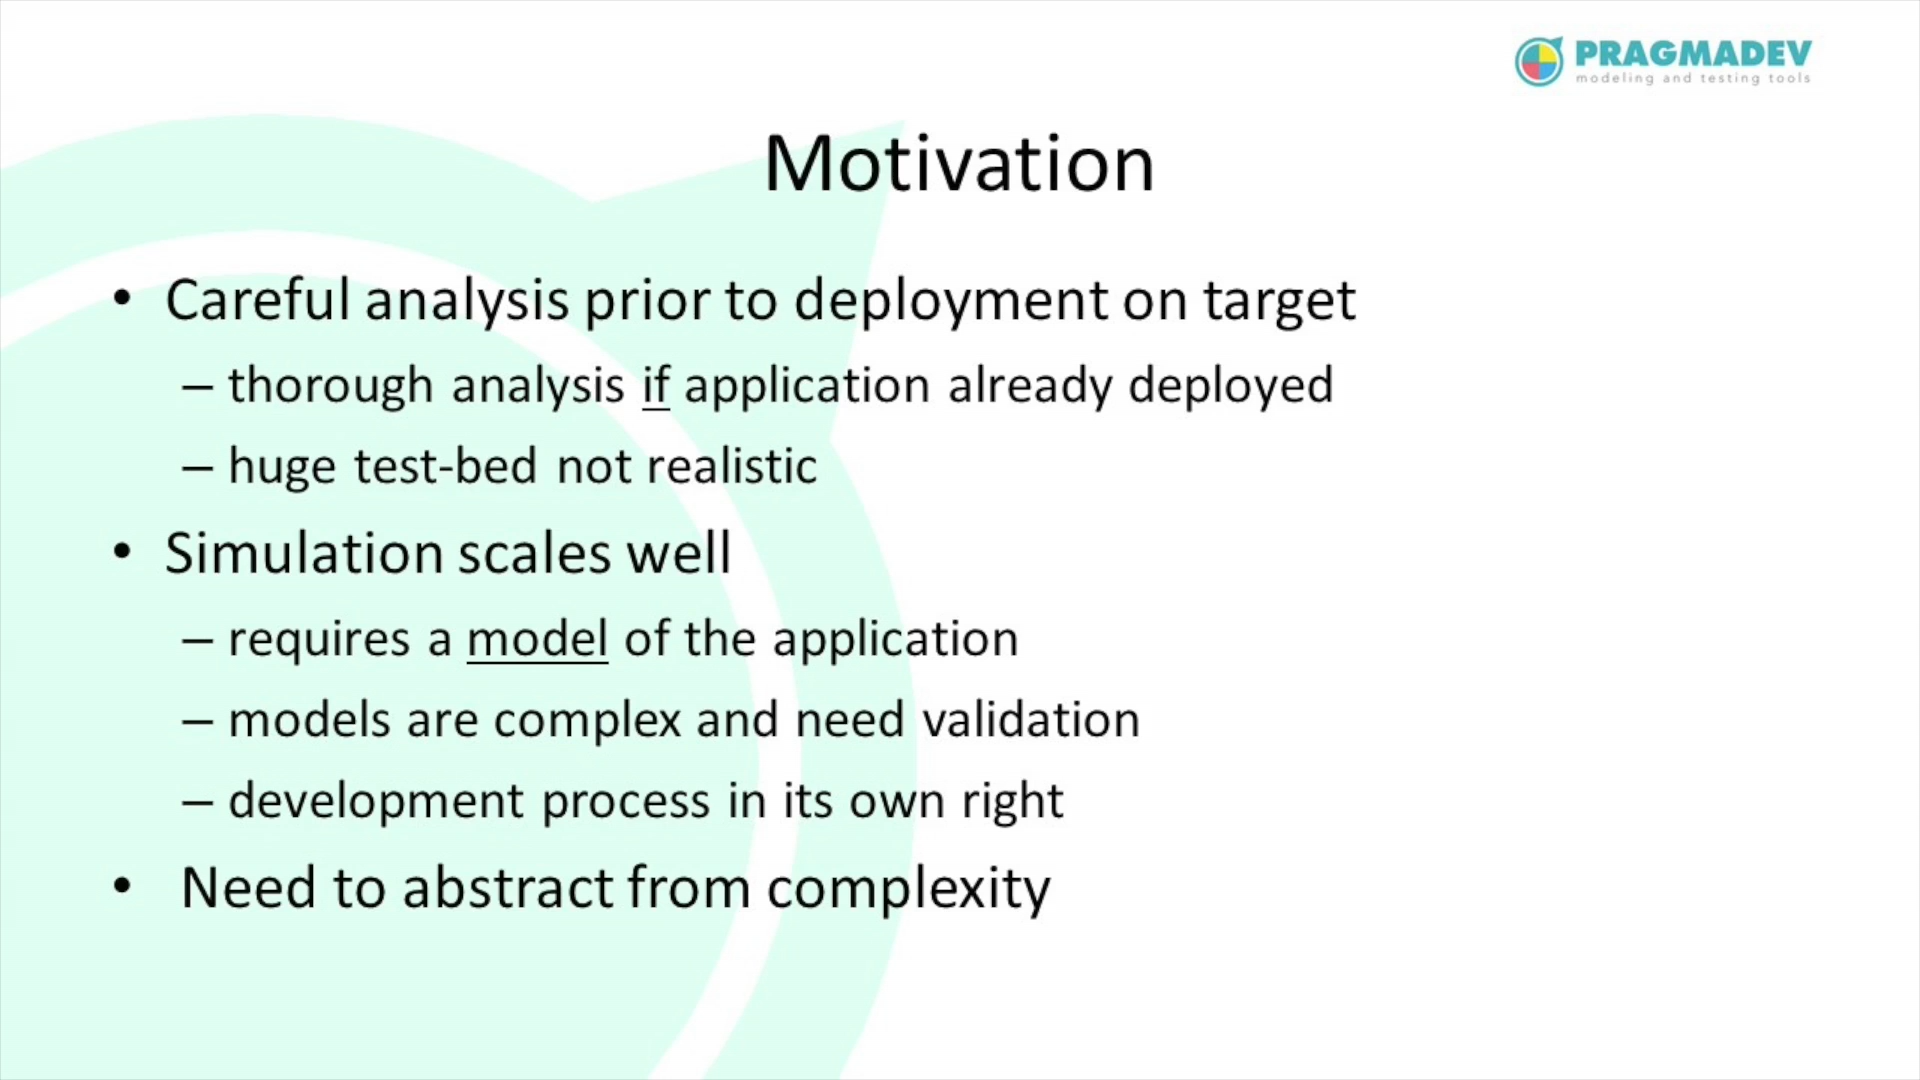 PRAGMADEV
modeling and testing tools
Motivation
• Careful analysis prior to deployment on target
– thorough analysis if application already deployed
– huge test-bed not realistic
• Simulation scales well
– requires a model of the application
– models are complex and need validation
– development process in its own right
• Need to abstract from complexity